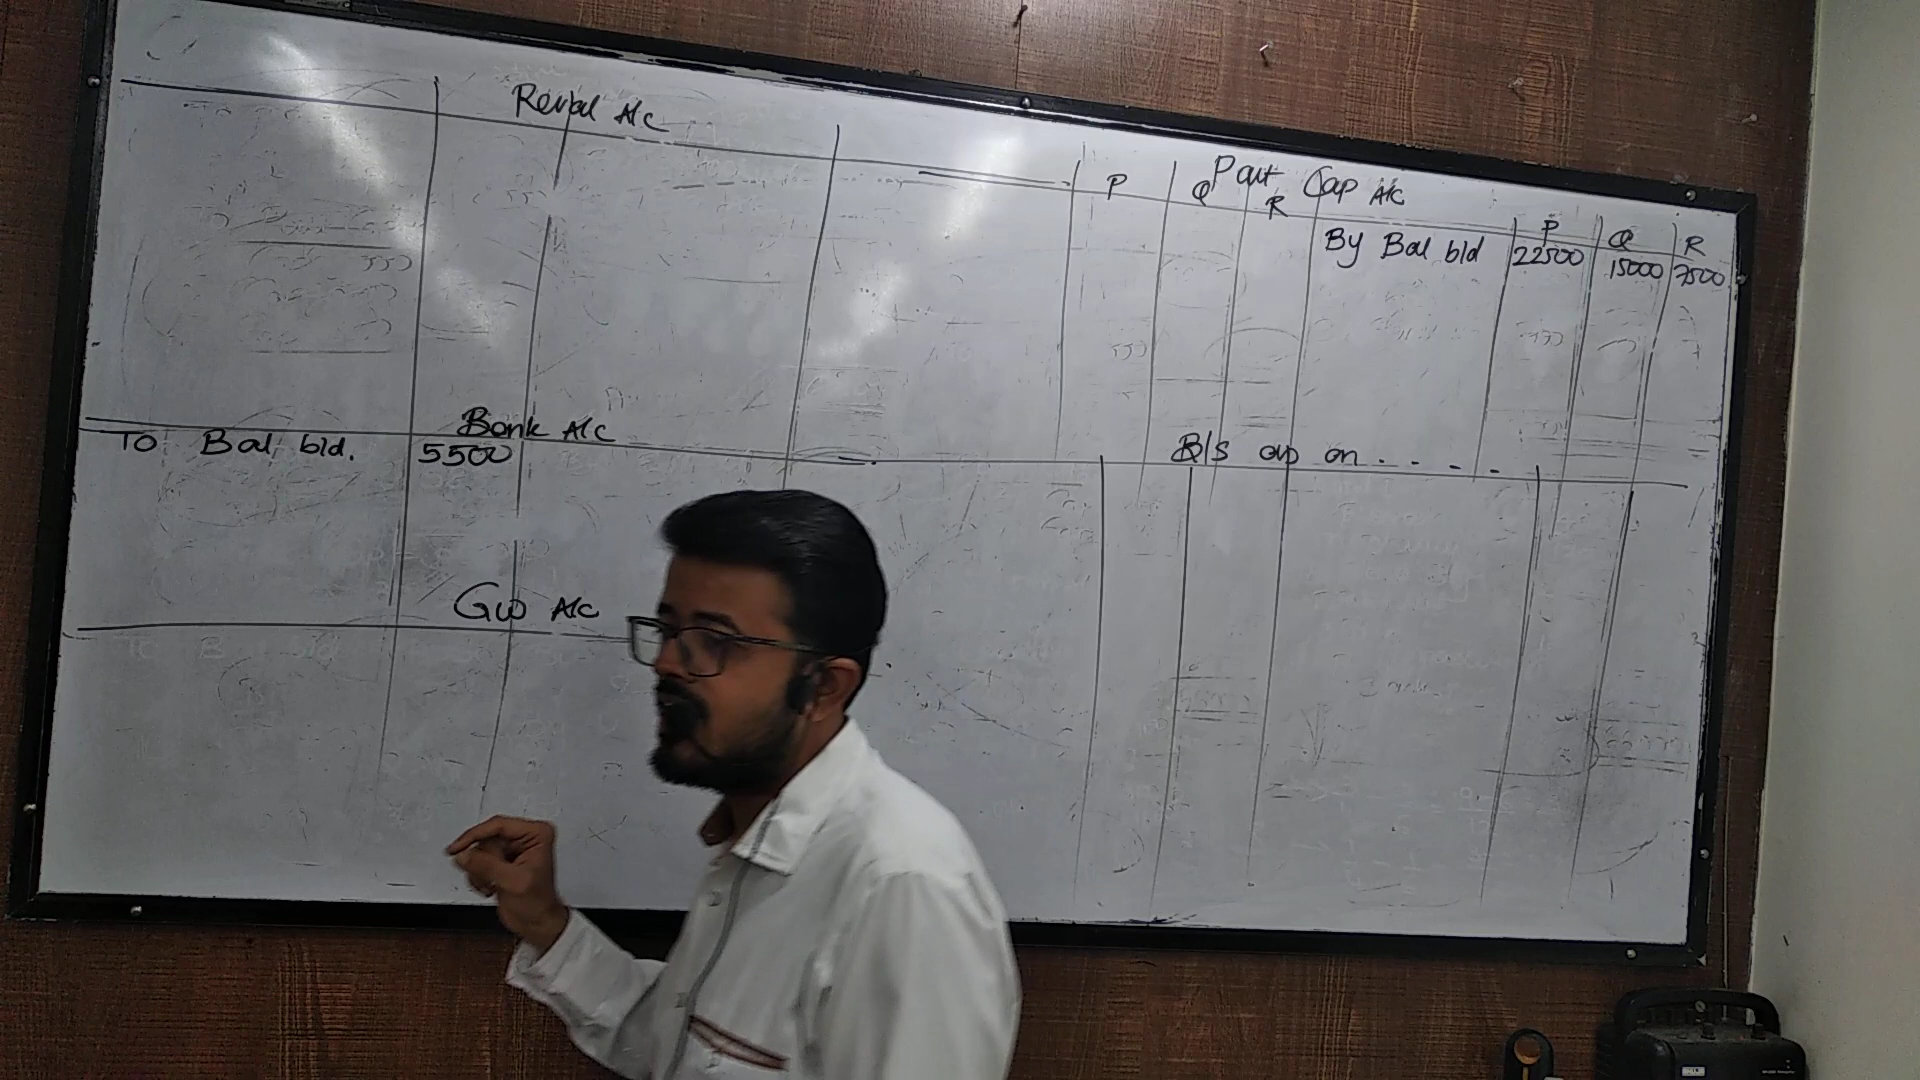 Reval A/c
Part Cap A/c
P Q R P Q R
By Bal b/d 22500 15000 7500
Bank A/c
To Bal b/d. 5500
B/S as on . . . . .
GW A/c